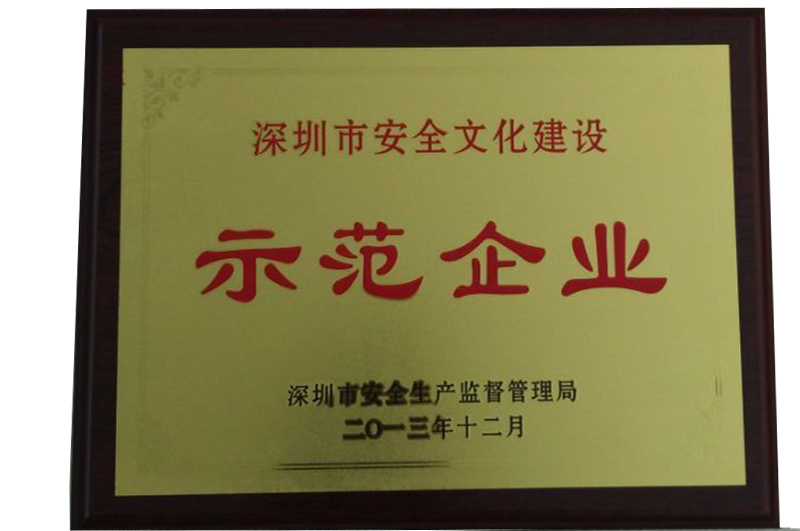 深圳市安全文化建设
示范企业
深圳市安全生产监督管理局
二〇一三年十二月